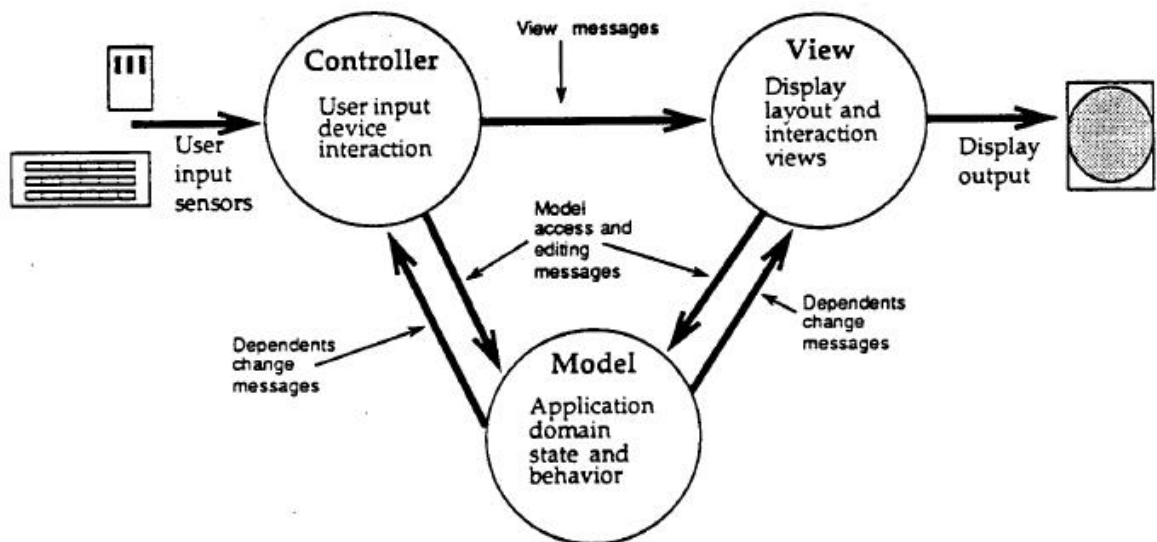 View messages
Controller
User input
device
interaction
View
Display
layout and
interaction
views
User
input
sensors
Display
output
Model
access and
editing
messages
Dependents
change
messages
Dependents
change
messages
Model
Application
domain
state and
behavior